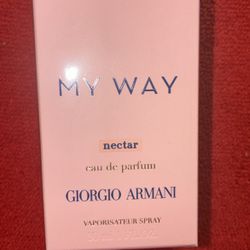 MY WAY
nectar
eau de parfum
GIORGIO ARMANI
VAPORISATEUR SPRAY